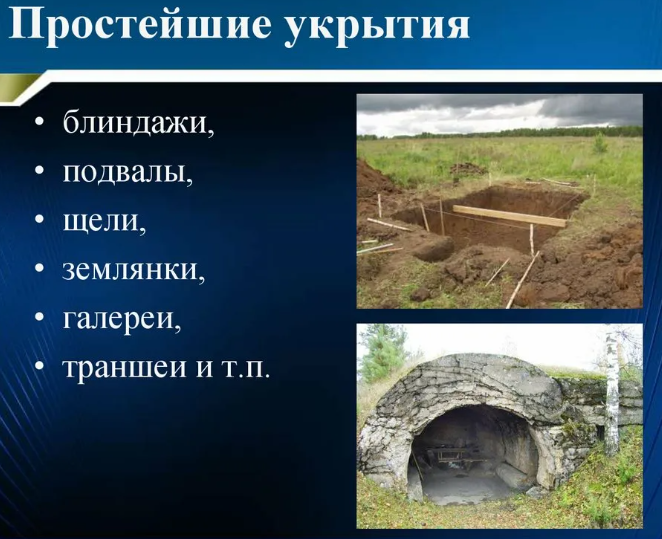 Простейшие укрытия
• блиндажи,
• подвалы,
• щели,
• землянки,
• галереи,
• траншеи и т.п.